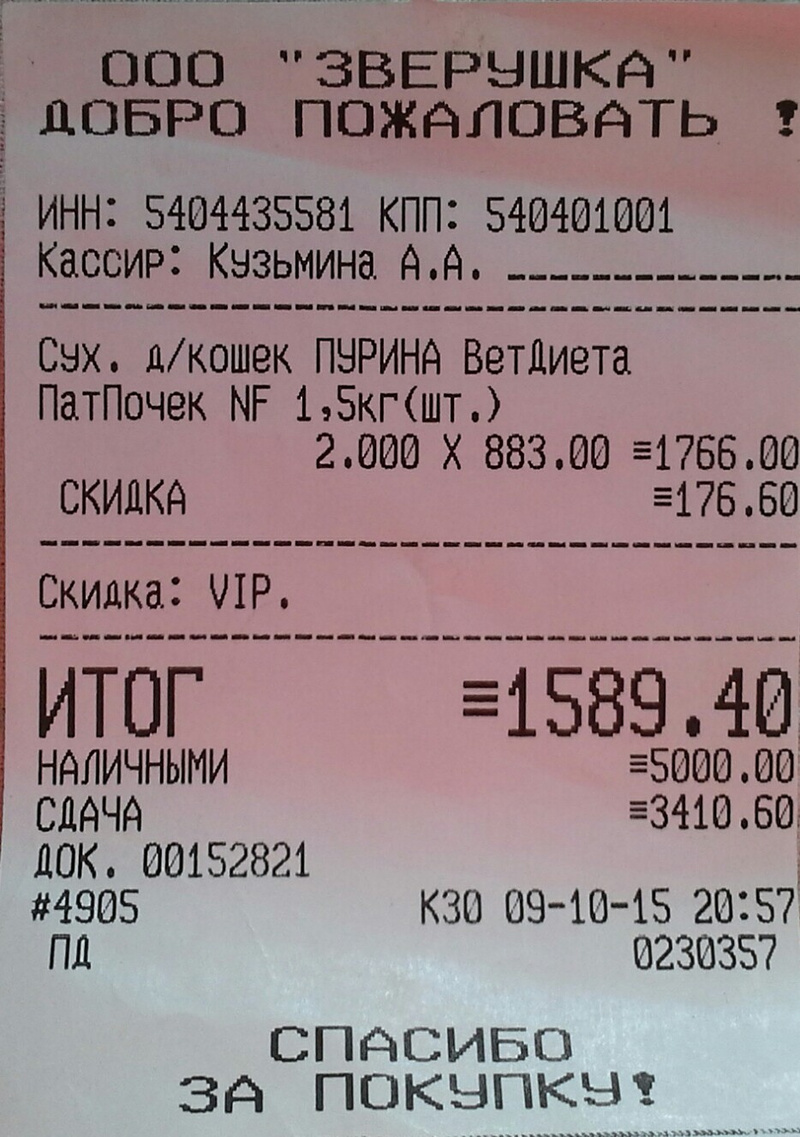 ООО "ЗВЕРУШКА"
ДОБРО ПОЖАЛОВАТЬ !
ИНН: 5404435581 КПП: 540401001
Кассир: Кузьмина А.А. ______________
Сух. д/кошек ПУРИНА ВетДиета
ПатПочек NF 1,5кг(шт.)
2.000 X 883.00 ≡1766.00
СКИДКА ≡176.60
Скидка: VIP.
ИТОГ ≡1589.40
НАЛИЧНЫМИ ≡5000.00
СДАЧА ≡3410.60
ДОК. 00152821
#4905 К30 09-10-15 20:57
ПД 0230357
СПАСИБО
ЗА ПОКУПКУ!